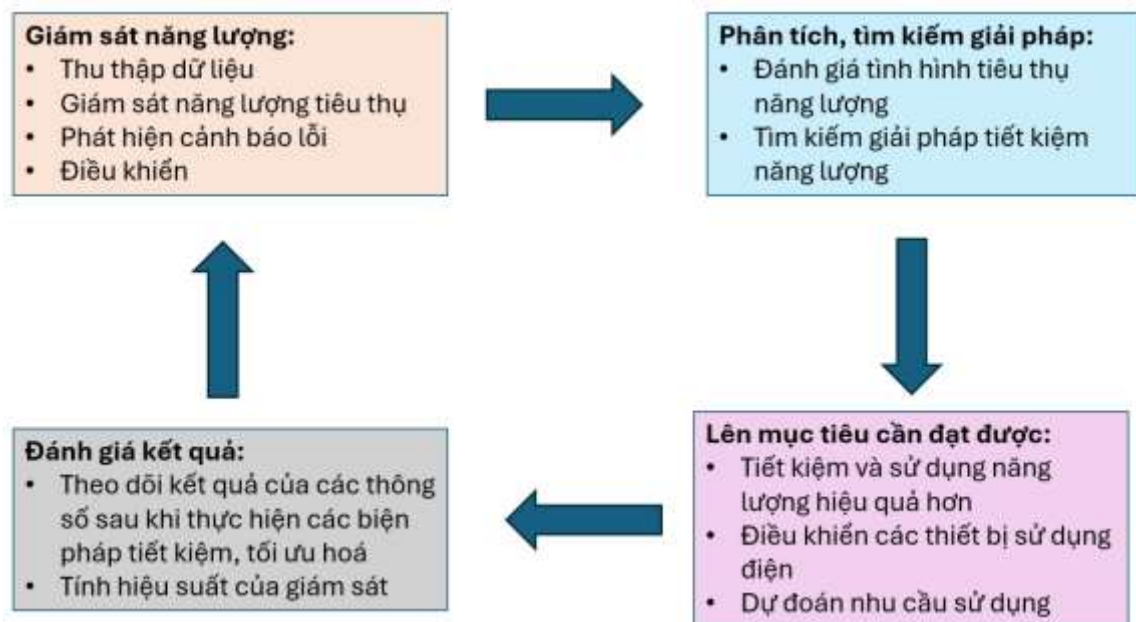 Giám sát năng lượng:
• Thu thập dữ liệu
• Giám sát năng lượng tiêu thụ
• Phát hiện cảnh báo lỗi
• Điều khiển
Phân tích, tìm kiếm giải pháp:
• Đánh giá tình hình tiêu thụ
năng lượng
• Tìm kiếm giải pháp tiết kiệm
năng lượng
Lên mục tiêu cần đạt được:
• Tiết kiệm và sử dụng năng
lượng hiệu quả hơn
• Điều khiển các thiết bị sử dụng
điện
• Dự đoán nhu cầu sử dụng
Đánh giá kết quả:
• Theo dõi kết quả của các thông
số sau khi thực hiện các biện
pháp tiết kiệm, tối ưu hoá
• Tính hiệu suất của giám sát